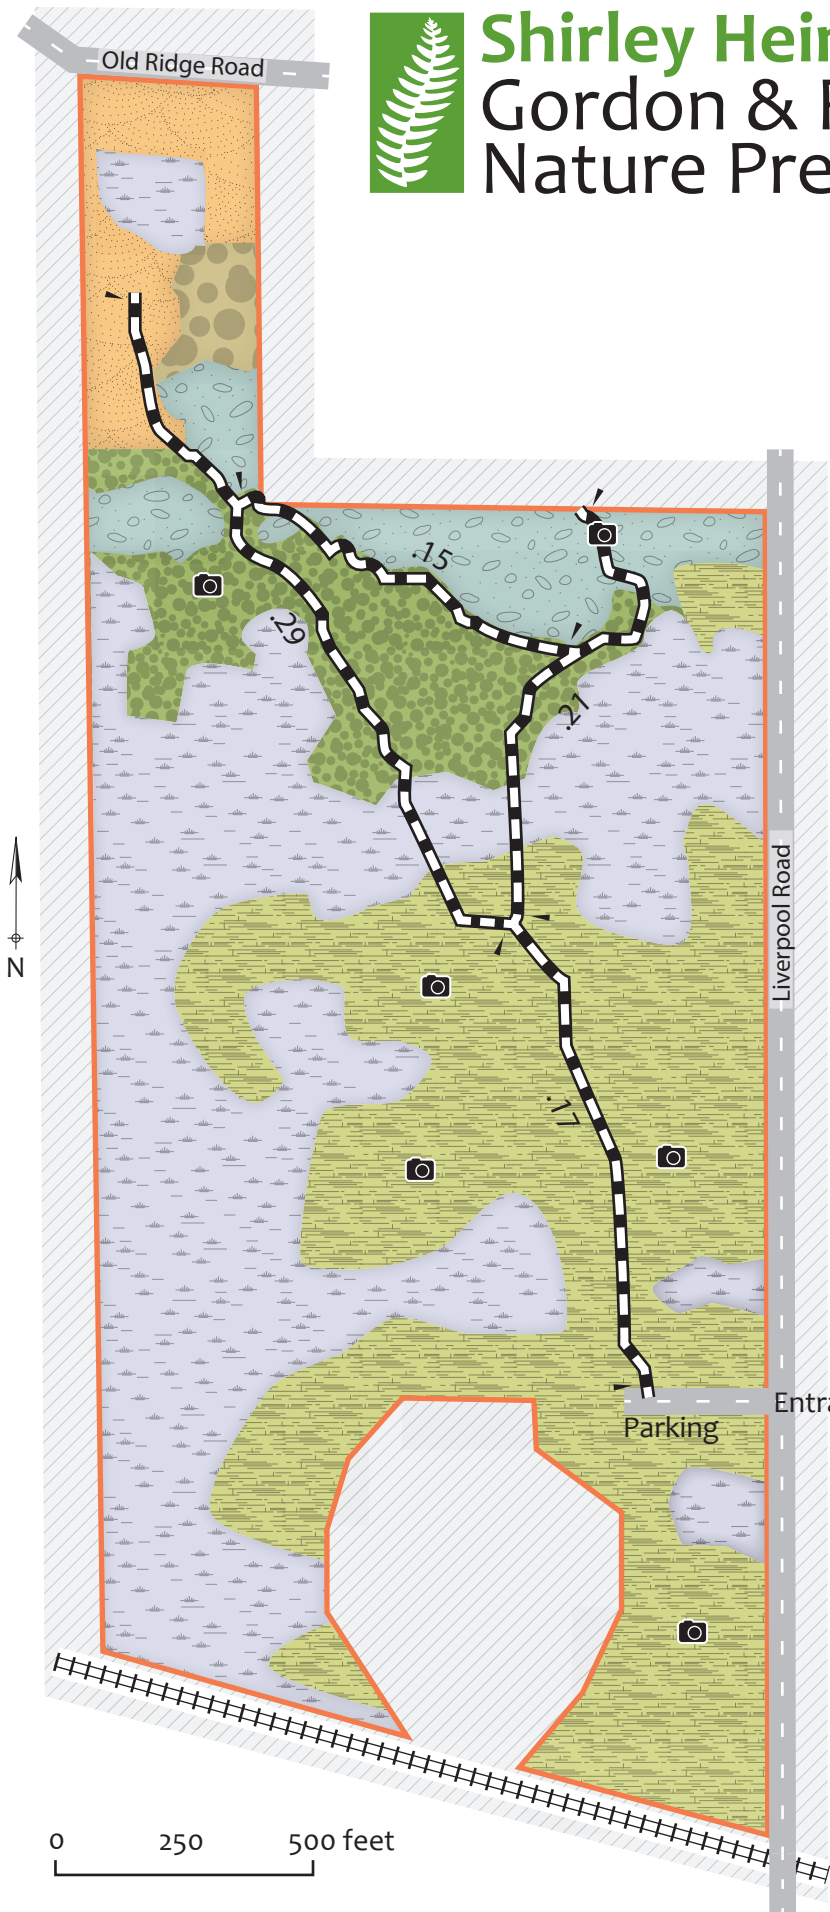 Shirley Hei
Gordon &
Nature Pre
Old Ridge Road
.15
.29
.21
Liverpool Road
N
.17
Entra
Parking
0 250 500 feet